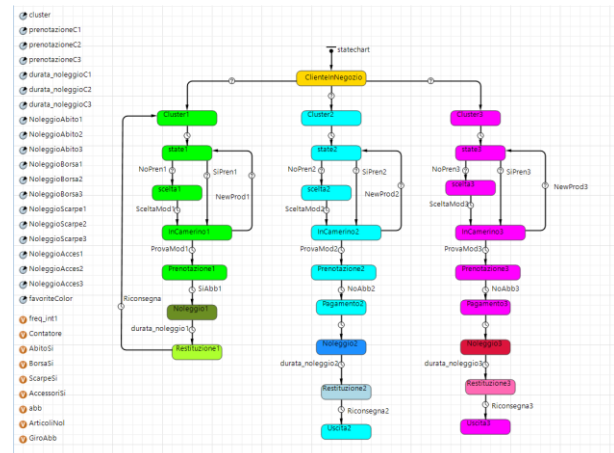 cluster
prenotazioneC1
prenotazioneC2
prenotazioneC3
durata_noleggioC1
durata_noleggioC2
durata_noleggioC3
NoleggioAbito1
NoleggioAbito2
NoleggioAbito3
NoleggioBorsa1
NoleggioBorsa2
NoleggioBorsa3
NoleggioScarpe1
NoleggioScarpe2
NoleggioScarpe3
NoleggioAcces1
NoleggioAcces2
NoleggioAcces3
favoriteColor
freq_int1
Contatore
AbitoSi
BorsaSi
ScarpeSi
AccessoriSi
abb
ArticoliNol
GiroAbb
statechart
ClienteInNegozio
Cluster1
state1
NoPren1
SiPren1
scelta1
SceltaMod1
NewProd1
InCamerino1
ProvaMod1
Prenotazione1
SiAbb1
Riconsegna
Noleggio1
durata_noleggio1
Restituzione1
Cluster2
state2
NoPren2
SiPren2
scelta2
SceltaMod2
NewProd2
InCamerino2
ProvaMod2
Prenotazione2
NoAbb2
Pagamento2
Noleggio2
durata_noleggio2
Restituzione2
Riconsegna2
Uscita2
Cluster3
state3
NoPren3
SiPren3
scelta3
SceltaMod3
NewProd3
InCamerino3
ProvaMod3
Prenotazione3
NoAbb3
Pagamento3
Noleggio3
durata_noleggio3
Restituzione3
Riconsegna3
Uscita3